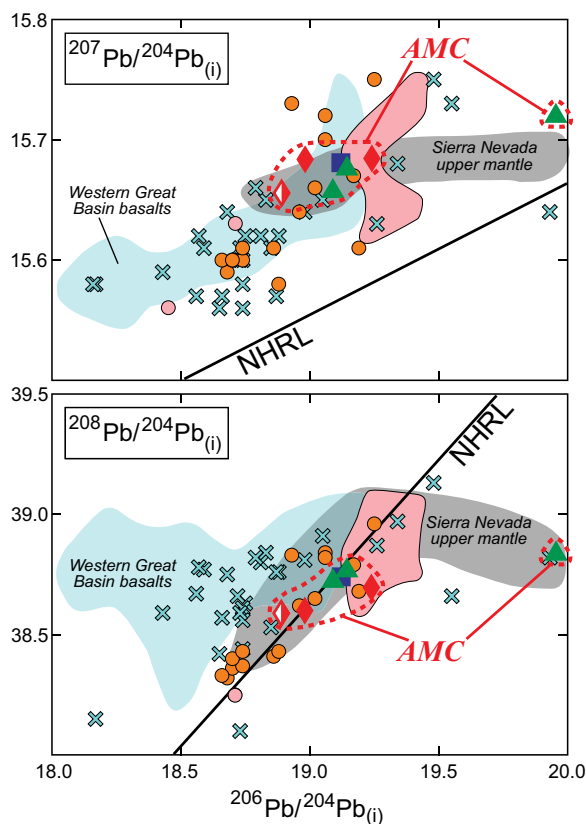 15.8
²⁰⁷Pb/²⁰⁴Pb(i)
AMC
15.7
Sierra Nevada
upper mantle
Western Great
Basin basalts
15.6
NHRL
39.5
²⁰⁸Pb/²⁰⁴Pb(i)
NHRL
39.0
Sierra Nevada
upper mantle
Western Great
Basin basalts
38.5
AMC
18.0
18.5
19.0
19.5
20.0
²⁰⁶Pb/²⁰⁴Pb(i)